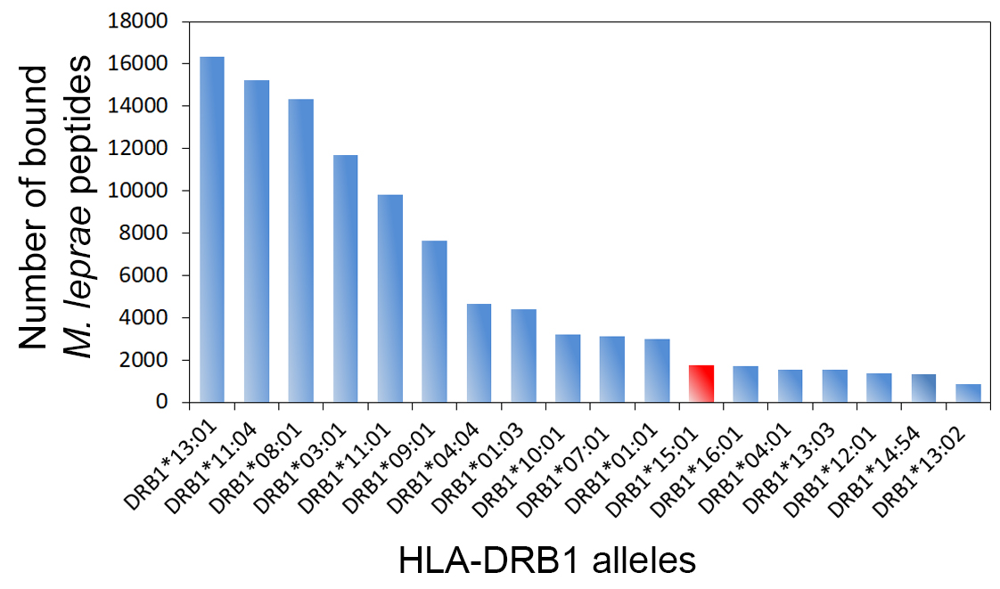 Number of bound
M. leprae peptides
18000
16000
14000
12000
10000
8000
6000
4000
2000
0
DRB1*13:01
DRB1*11:04
DRB1*08:01
DRB1*03:01
DRB1*11:01
DRB1*09:01
DRB1*04:04
DRB1*01:03
DRB1*10:01
DRB1*07:01
DRB1*01:01
DRB1*15:01
DRB1*16:01
DRB1*04:01
DRB1*13:03
DRB1*12:01
DRB1*14:54
DRB1*13:02
HLA-DRB1 alleles